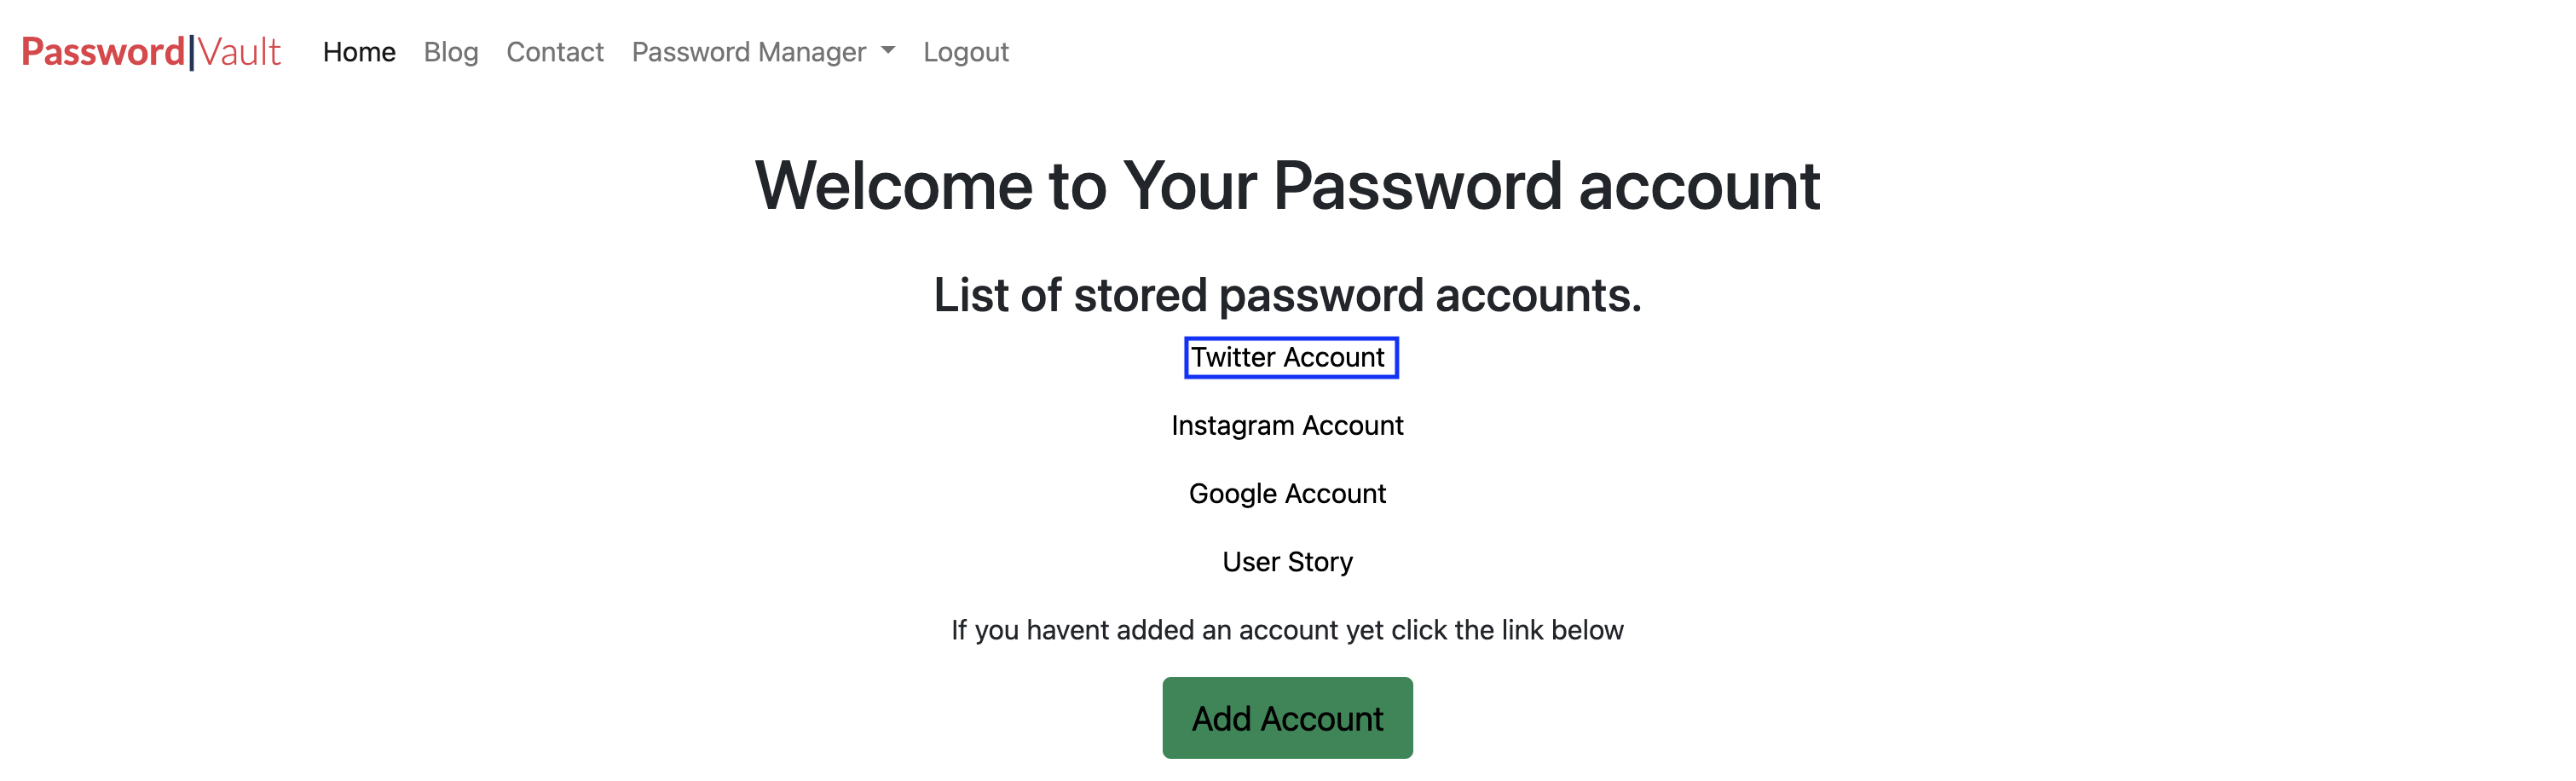 Password|Vault Home Blog Contact Password Manager Logout
Welcome to Your Password account
List of stored password accounts.
Twitter Account
Instagram Account
Google Account
User Story
If you havent added an account yet click the link below
Add Account